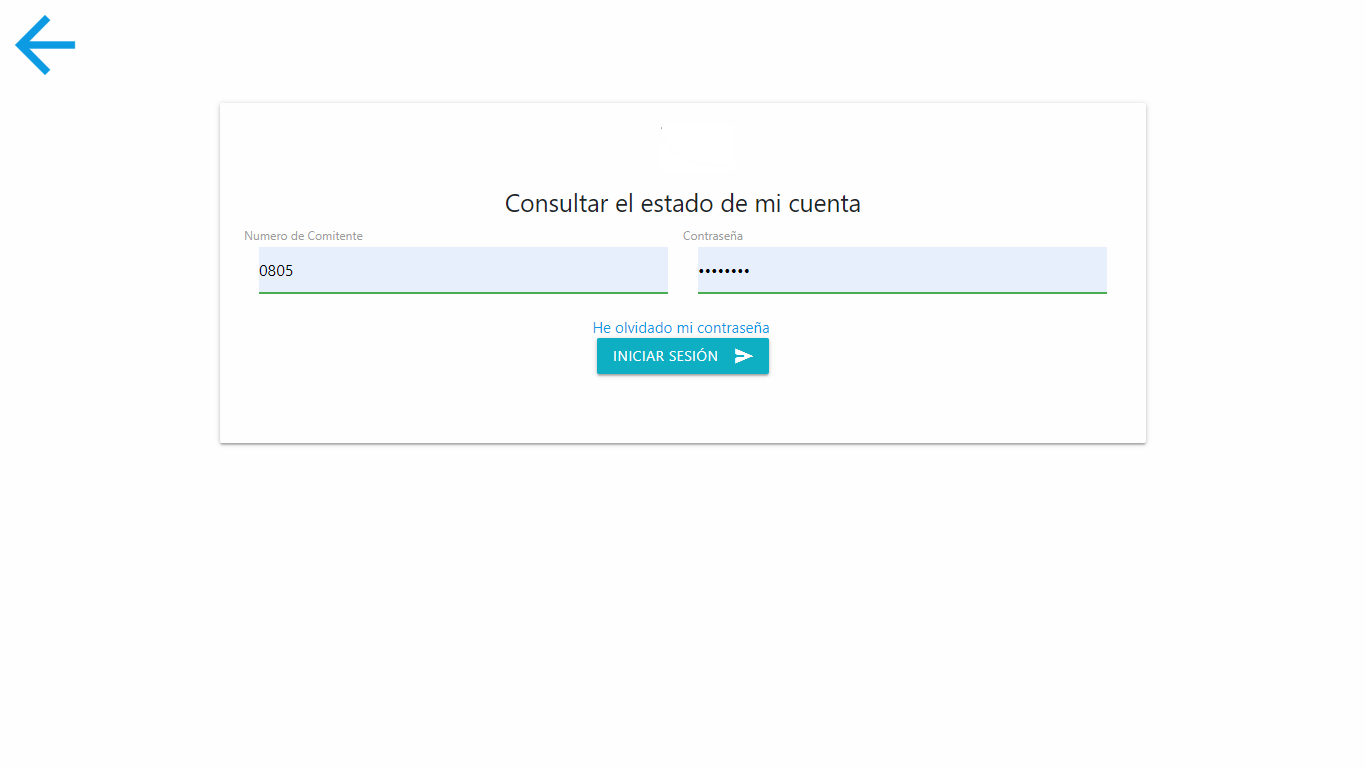 Consultar el estado de mi cuenta
Numero de Comitente
Contraseña
0805
••••••••
He olvidado mi contraseña
INICIAR SESIÓN